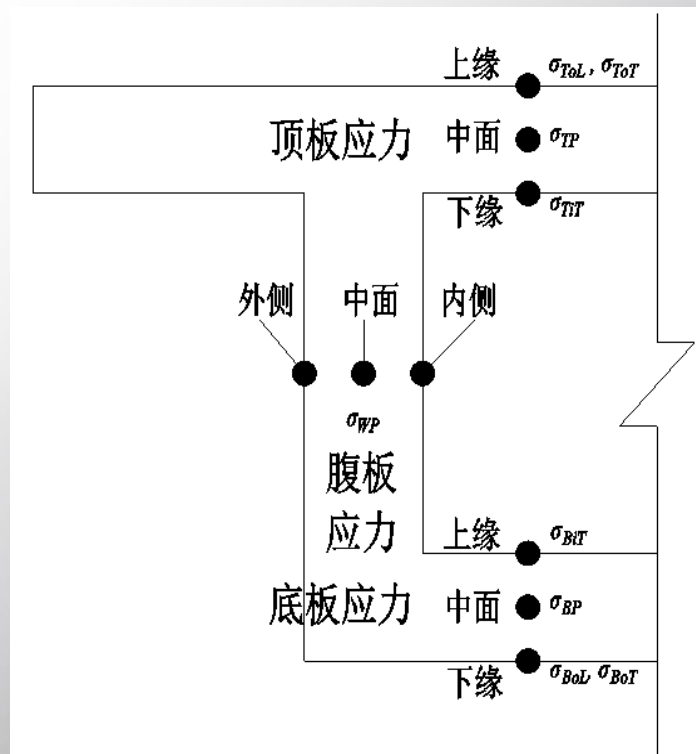 上缘 σToL, σToT
顶板应力 中面 σTP
下缘 σTiT
外侧 中面 内侧
σWP
腹板
应力
上缘 σBiT
底板应力 中面 σBP
下缘 σBoL, σBoT